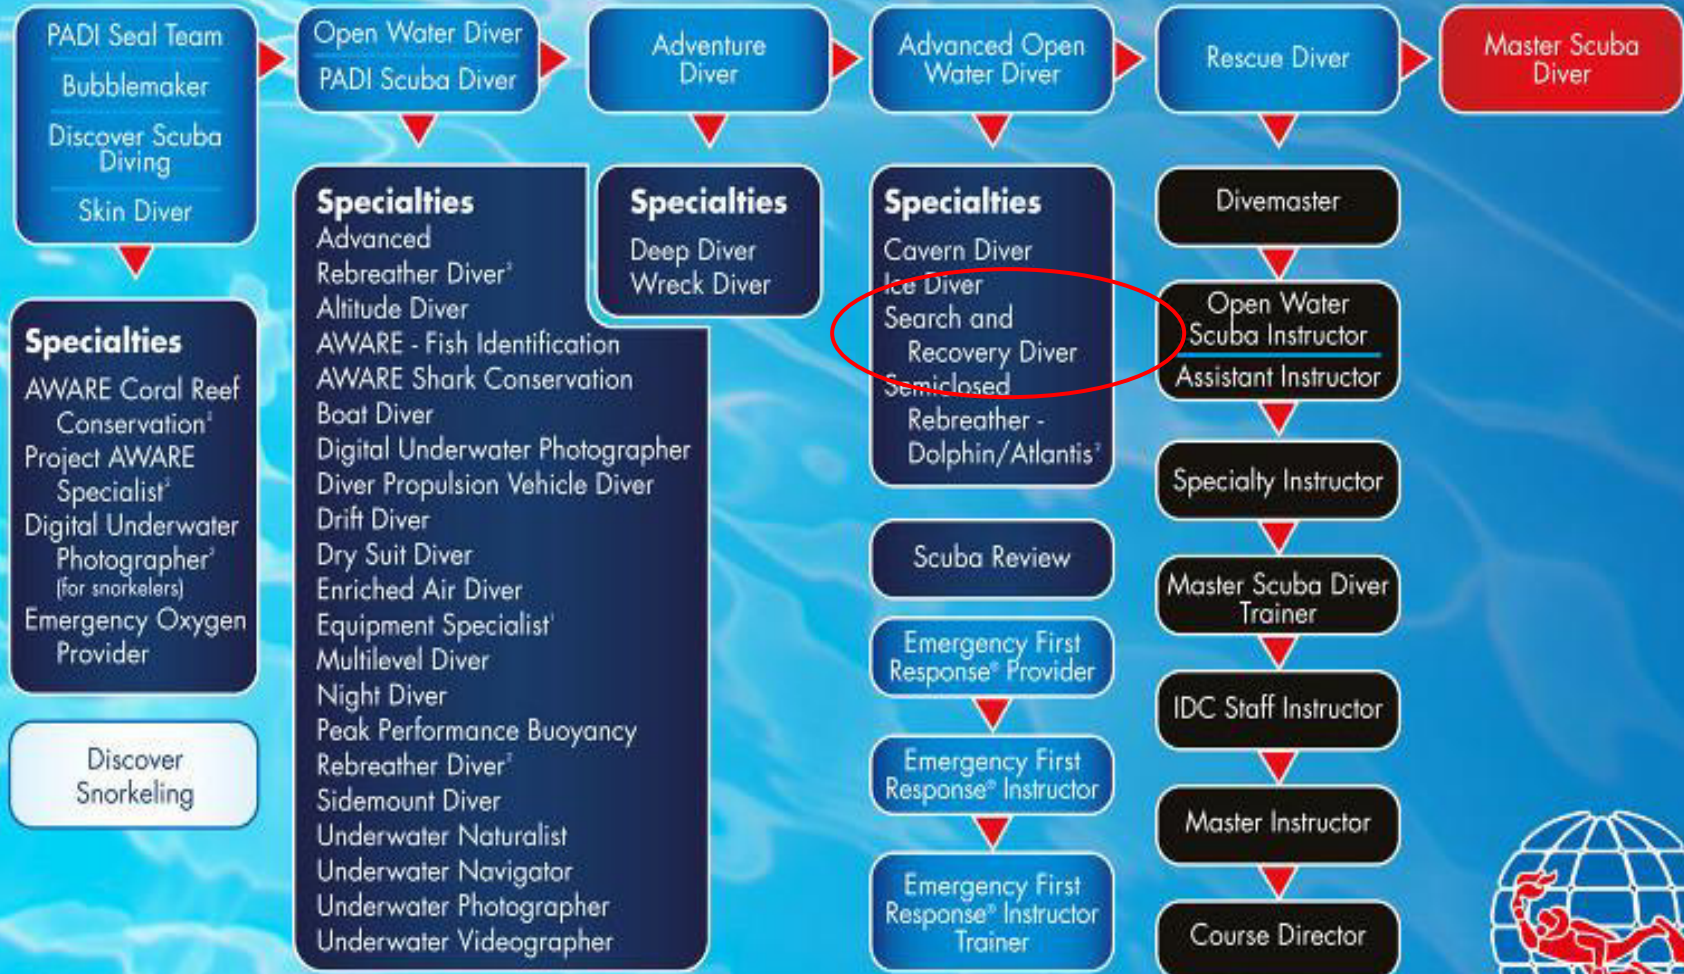 PADI Seal Team
Bubblemaker
Discover Scuba
Diving
Skin Diver
Open Water Diver
PADI Scuba Diver
Adventure
Diver
Advanced Open
Water Diver
Rescue Diver
Master Scuba
Diver
Specialties
AWARE Coral Reef
Conservation²
Project AWARE
Specialist²
Digital Underwater
Photographer²
(for snorkelers)
Emergency Oxygen
Provider
Discover
Snorkeling
Specialties
Advanced
Rebreather Diver²
Altitude Diver
AWARE - Fish Identification
AWARE Shark Conservation
Boat Diver
Digital Underwater Photographer
Diver Propulsion Vehicle Diver
Drift Diver
Dry Suit Diver
Enriched Air Diver
Equipment Specialist¹
Multilevel Diver
Night Diver
Peak Performance Buoyancy
Rebreather Diver²
Sidemount Diver
Underwater Naturalist
Underwater Navigator
Underwater Photographer
Underwater Videographer
Specialties
Deep Diver
Wreck Diver
Specialties
Cavern Diver
Ice Diver
Search and
Recovery Diver
Semiclosed
Rebreather -
Dolphin/Atlantis²
Scuba Review
Emergency First
Response® Provider
Emergency First
Response® Instructor
Emergency First
Response® Instructor
Trainer
Divemaster
Open Water
Scuba Instructor
Assistant Instructor
Specialty Instructor
Master Scuba Diver
Trainer
IDC Staff Instructor
Master Instructor
Course Director